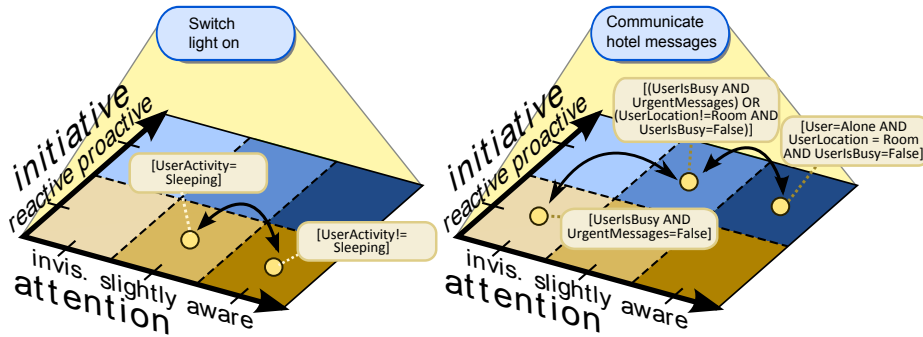 Switch
light on
initiative
reactive proactive
[UserActivity=
Sleeping]
[UserActivity!=
Sleeping]
invis. slightly aware
attention
Communicate
hotel messages
initiative
reactive proactive
[(UserIsBusy AND
UrgentMessages) OR
(UserLocation!=Room AND
UserIsBusy=False)]
[User=Alone AND
UserLocation = Room
AND UserIsBusy=False]
[UserIsBusy AND
UrgentMessages=False]
invis. slightly aware
attention